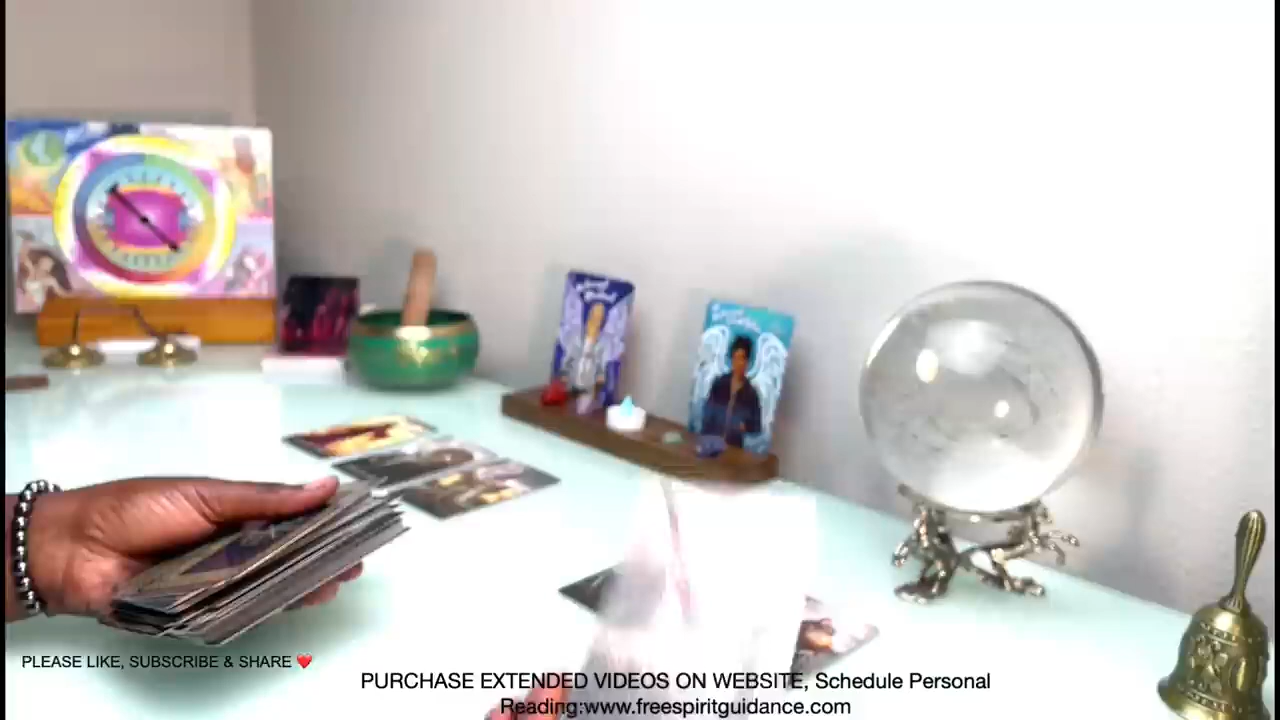 PLEASE LIKE, SUBSCRIBE & SHARE ❤️
PURCHASE EXTENDED VIDEOS ON WEBSITE, Schedule Personal
Reading:www.freespiritguidance.com